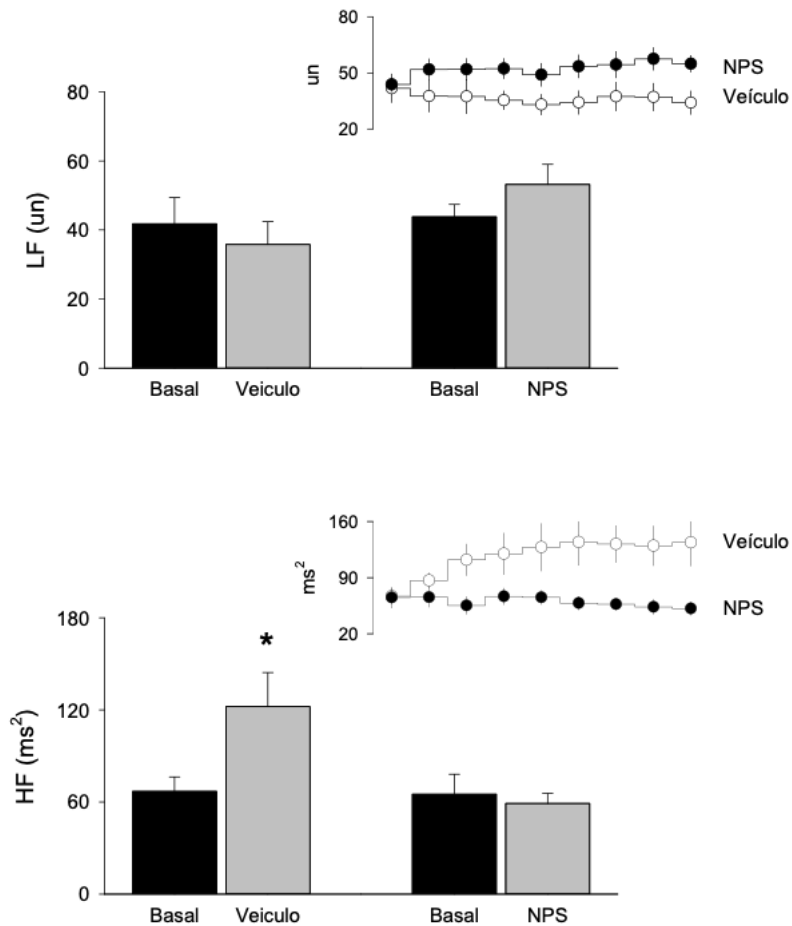 80
50
20
un
NPS
Veículo
80
60
40
20
0
LF (un)
Basal Veiculo Basal NPS
160
90
20
ms²
Veículo
NPS
180
120
60
0
HF (ms²)
*
Basal Veiculo Basal NPS